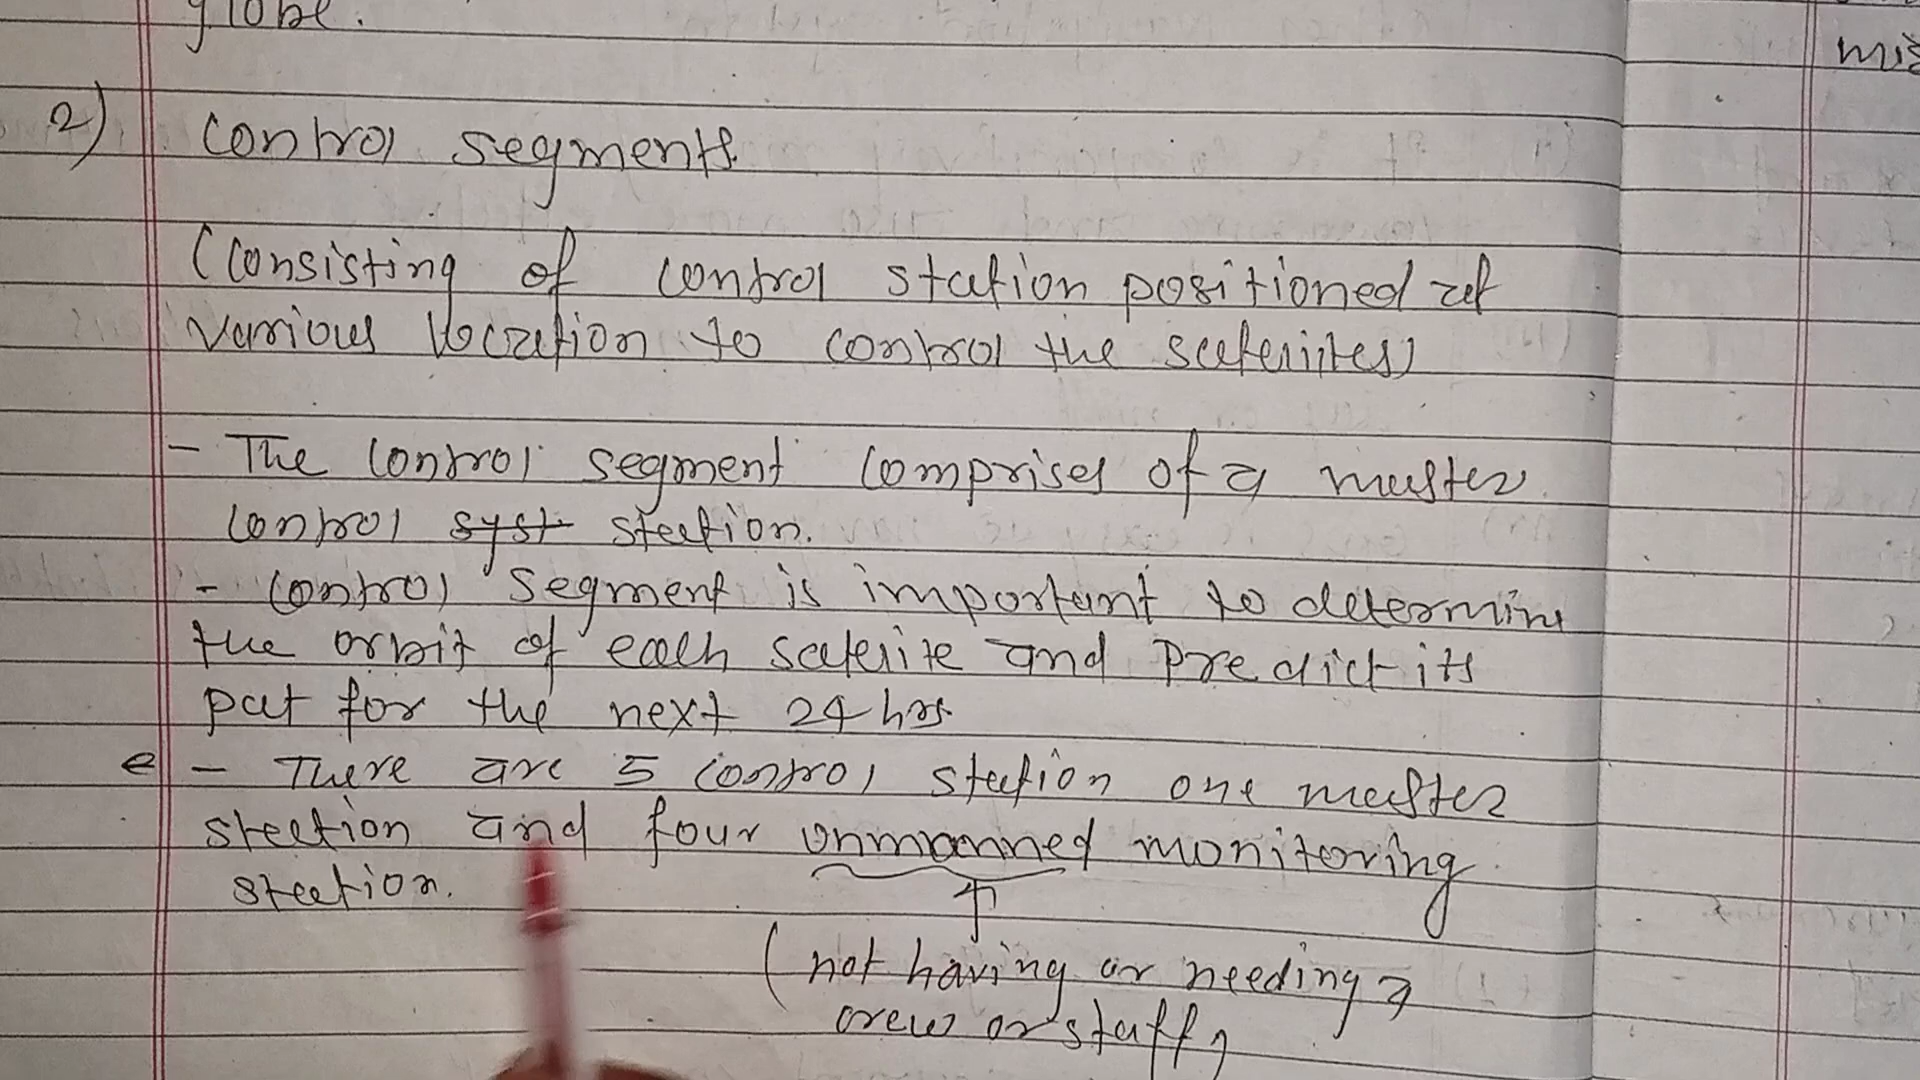 globe.
mis
2) Control segments
(Consisting of control station positioned at
various location to control the satellites)
- The control segment comprises of a master
control syst station.
- Control segment is important to determine
the orbit of each satelite and predict its
pat for the next 24 hrs.
e - There are 5 control station one master
station and four unmanned monitoring
station.
(not having or needing a
crew or staff)